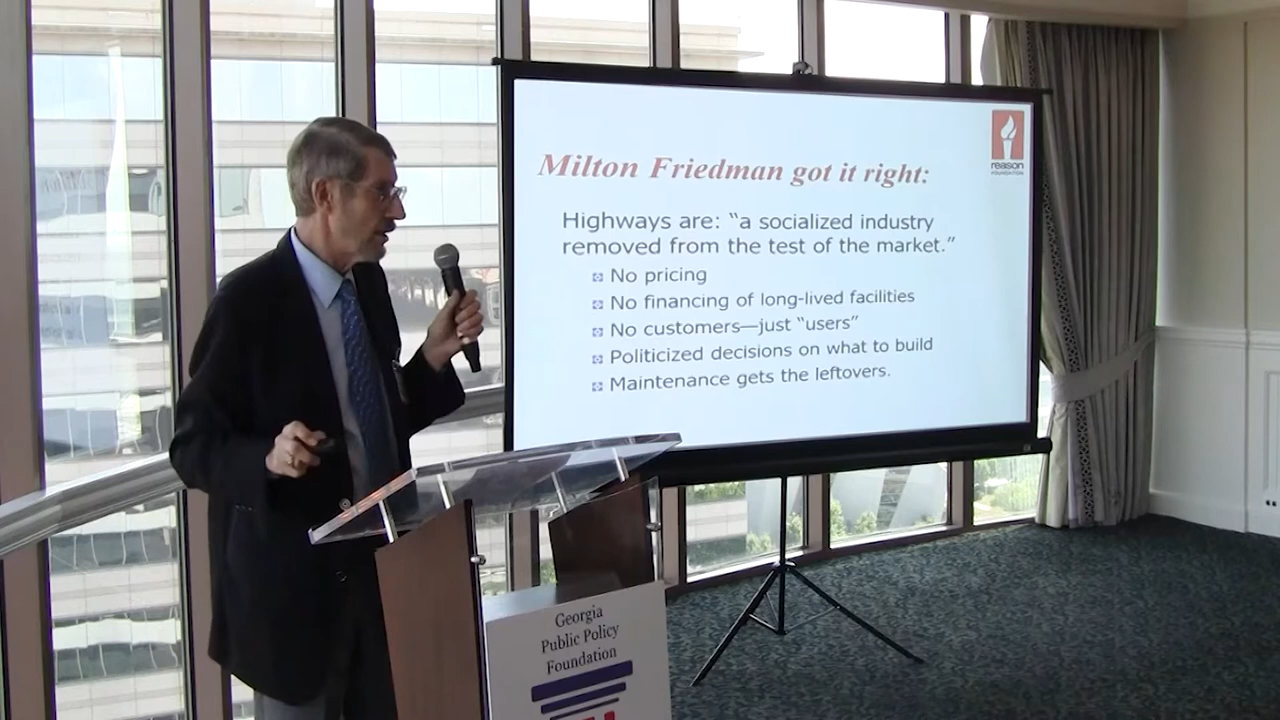 reason
FOUNDATION
Milton Friedman got it right:
Highways are: “a socialized industry
removed from the test of the market.”
No pricing
No financing of long-lived facilities
No customers—just “users”
Politicized decisions on what to build
Maintenance gets the leftovers.
Georgia
Public Policy
Foundation